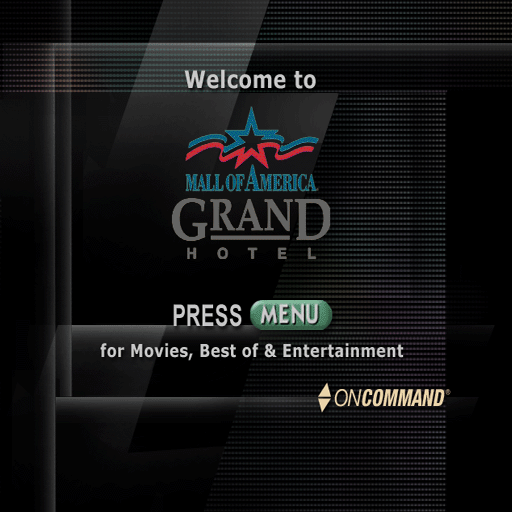 Welcome to
MALL OF AMERICA
GRAND
HOTEL
PRESS MENU
for Movies, Best of & Entertainment
ONCOMMAND®